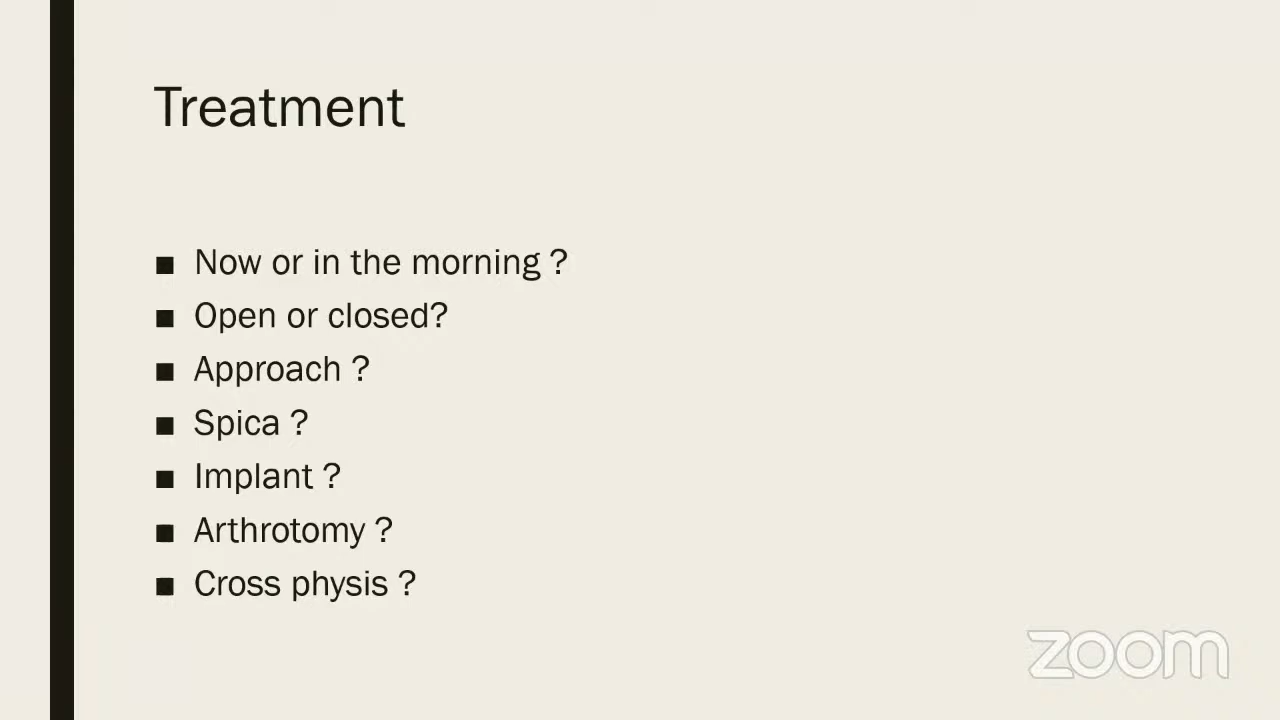 Treatment
■ Now or in the morning ?
■ Open or closed?
■ Approach ?
■ Spica ?
■ Implant ?
■ Arthrotomy ?
■ Cross physis ?
zoom